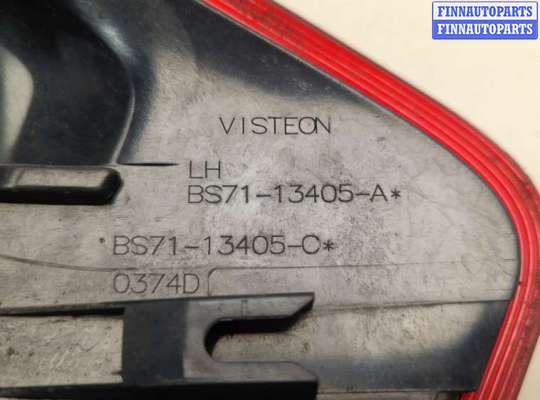 FINNAUTOPARTS
FINNAUTOPARTS
VISTEON
LH
BS71-13405-A*
BS71-13405-C*
0374D